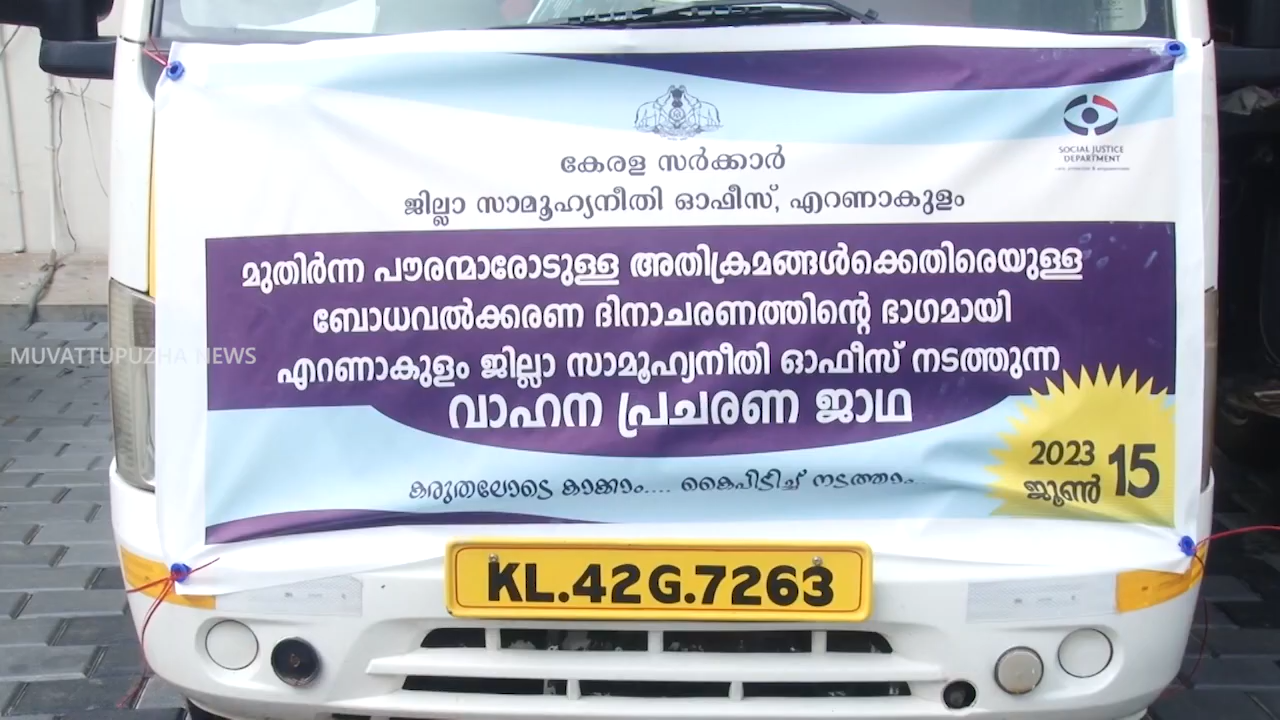 SOCIAL JUSTICE
DEPARTMENT
കേരള സർക്കാർ
ജില്ലാ സാമൂഹ്യനീതി ഓഫീസ്, എറണാകുളം
മുതിർന്ന പൗരന്മാരോടുള്ള അതിക്രമങ്ങൾക്കെതിരെയുള്ള
ബോധവൽക്കരണ ദിനാചരണത്തിന്റെ ഭാഗമായി
എറണാകുളം ജില്ലാ സാമൂഹ്യനീതി ഓഫീസ് നടത്തുന്ന
വാഹന പ്രചരണ ജാഥ
കരുതലോടെ കാക്കാം.... കൈപിടിച്ച് നടത്താം...
2023
ജൂൺ 15
MUVATTUPUZHA NEWS
KL.42G.7263